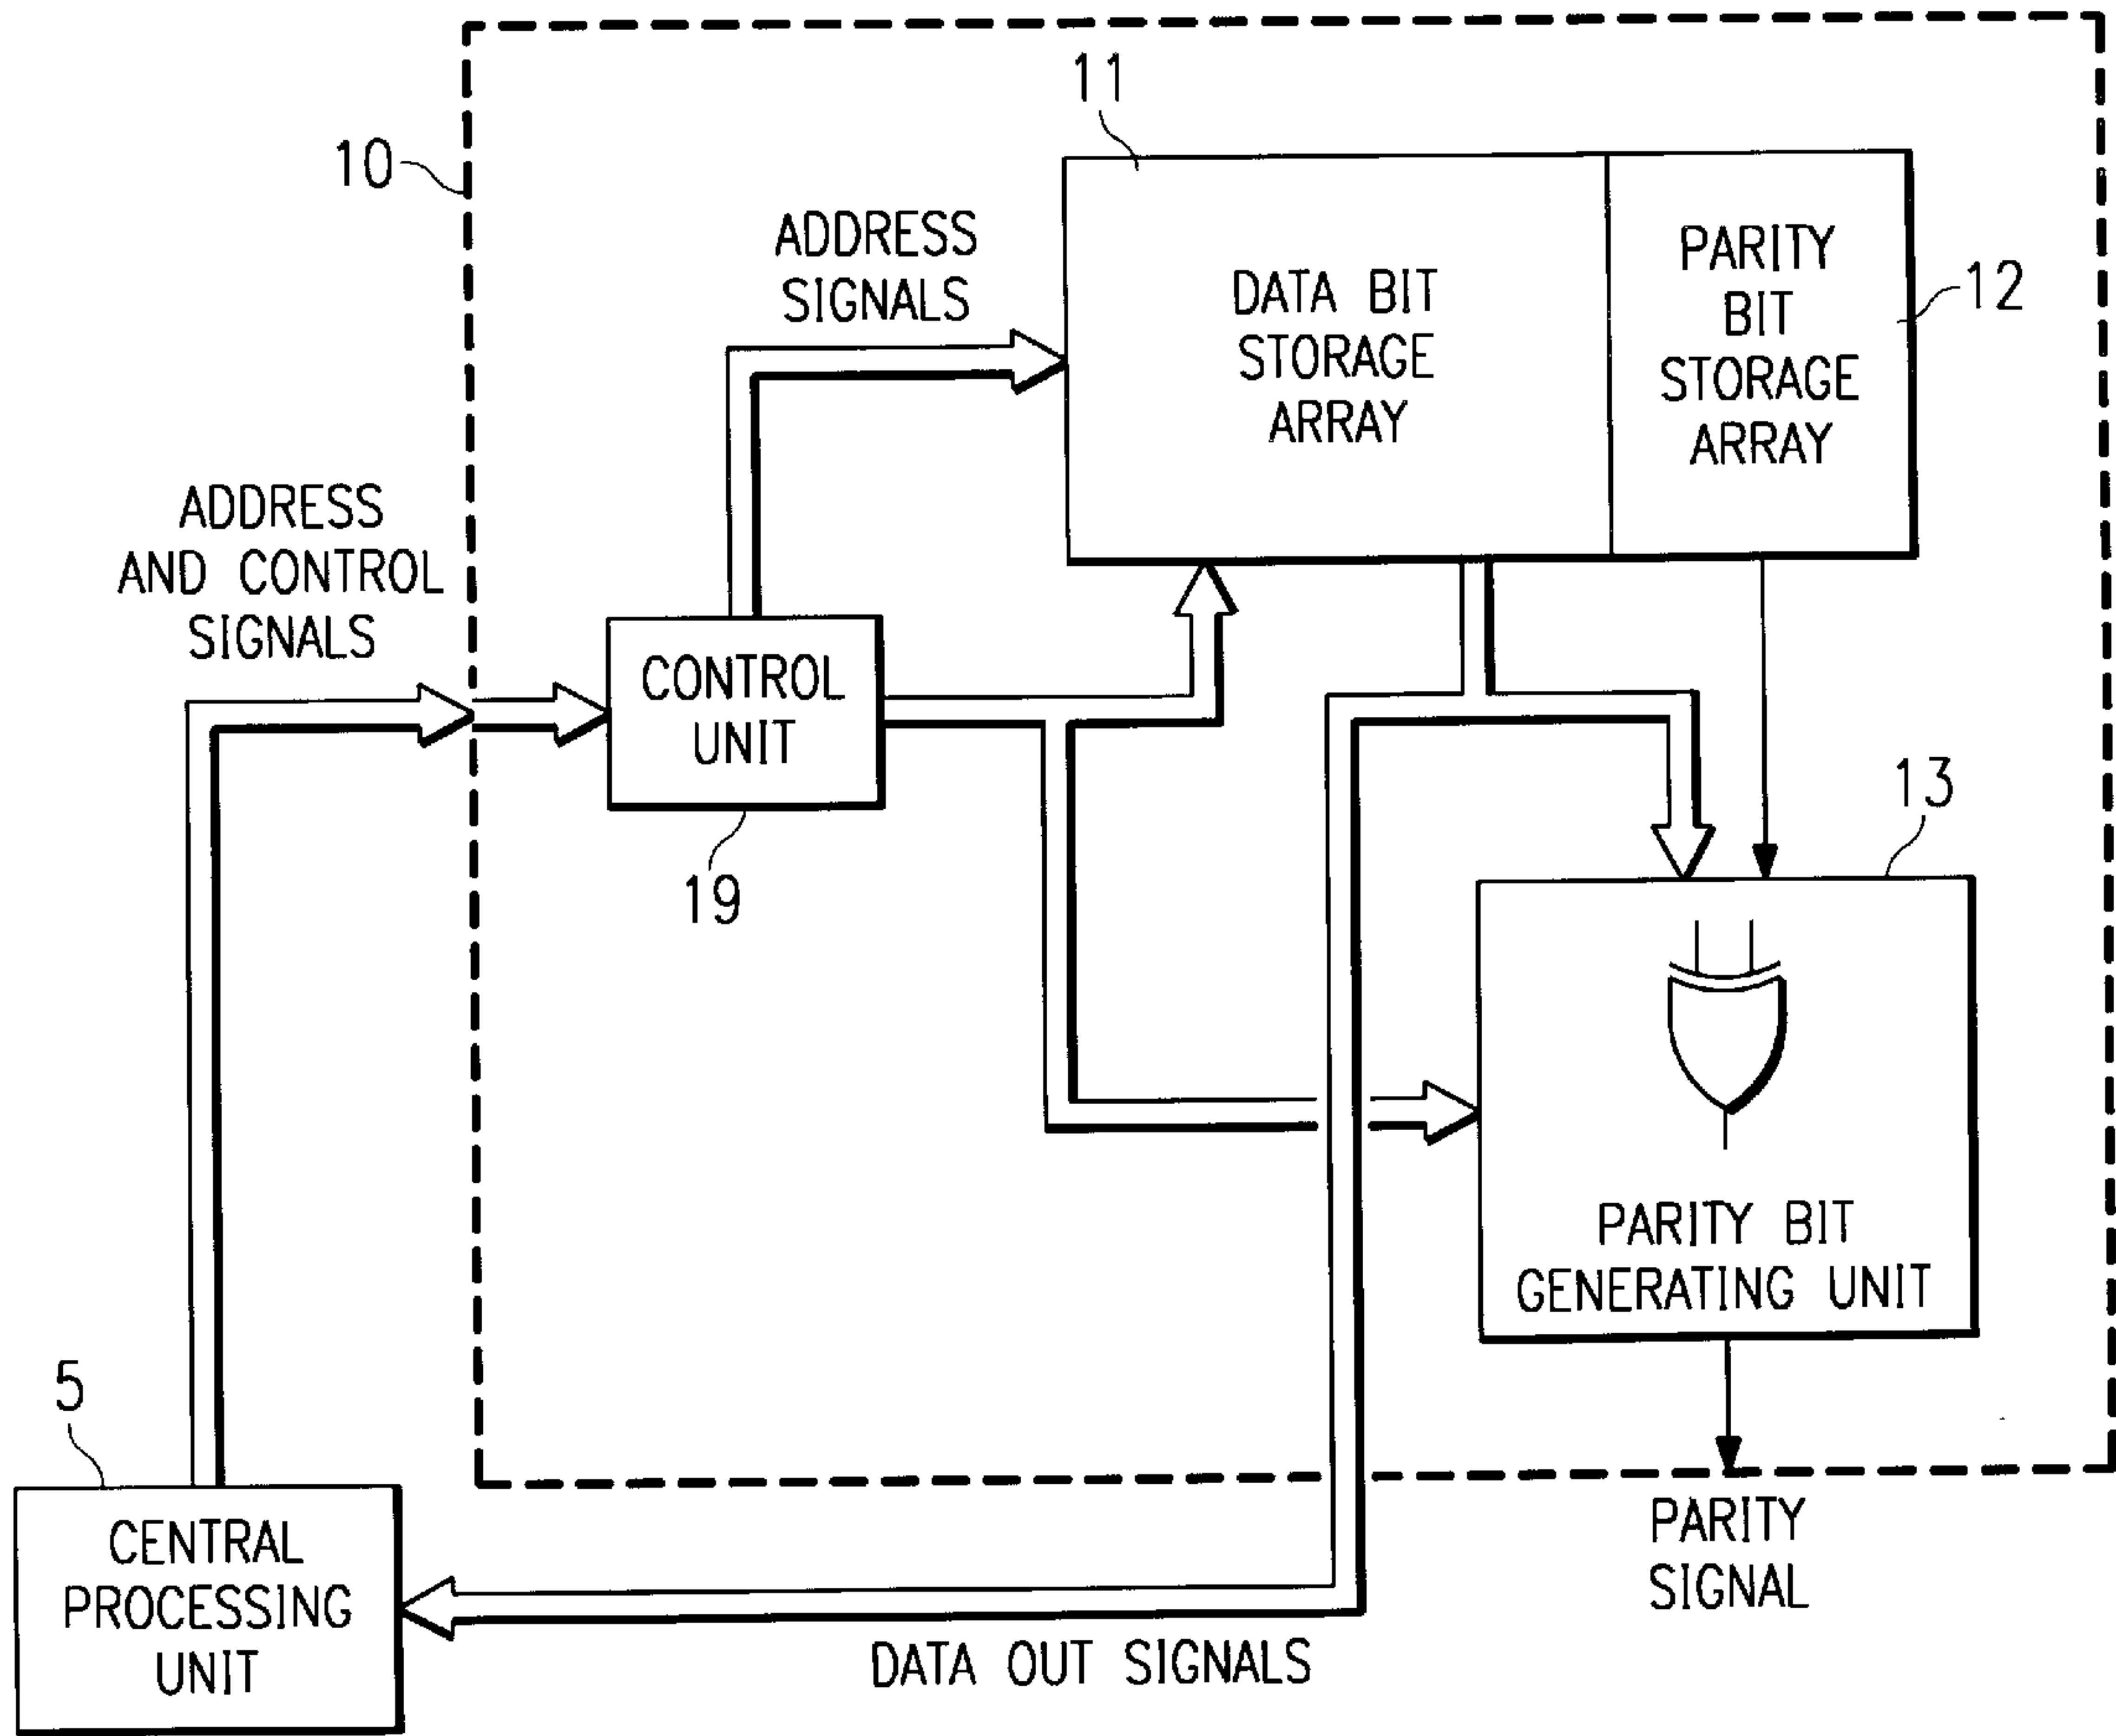 11
10
ADDRESS
SIGNALS
DATA BIT
STORAGE
ARRAY
PARITY
BIT
STORAGE
ARRAY
12
ADDRESS
AND CONTROL
SIGNALS
CONTROL
UNIT
19
13
PARITY BIT
GENERATING UNIT
5
CENTRAL
PROCESSING
UNIT
PARITY
SIGNAL
DATA OUT SIGNALS